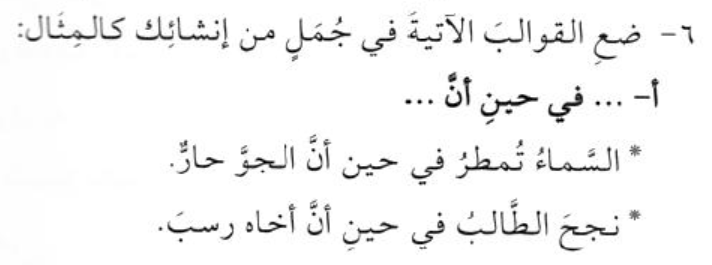 ٦- ضعِ القوالبَ الآتيةَ في جُمَلٍ من إنشائِك كالمِثَال:
أ- ... في حينِ أنَّ ...
* السَّماءُ تُمطرُ في حين أنَّ الجوَّ حارٌّ.
* نجحَ الطَّالبُ في حينِ أنَّ أخاه رسبَ.